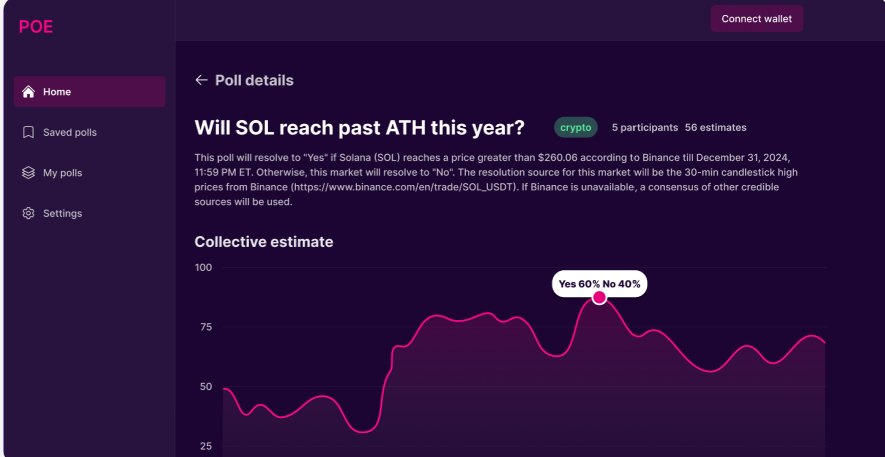 POE
Connect wallet
Home
Saved polls
My polls
Settings
Poll details
Will SOL reach past ATH this year?
crypto
5 participants 56 estimates
This poll will resolve to "Yes" if Solana (SOL) reaches a price greater than $260.06 according to Binance till December 31, 2024,
11:59 PM ET. Otherwise, this market will resolve to "No". The resolution source for this market will be the 30-min candlestick high
prices from Binance (https://www.binance.com/en/trade/SOL_USDT). If Binance is unavailable, a consensus of other credible
sources will be used.
Collective estimate
100
Yes 60% No 40%
75
50
25